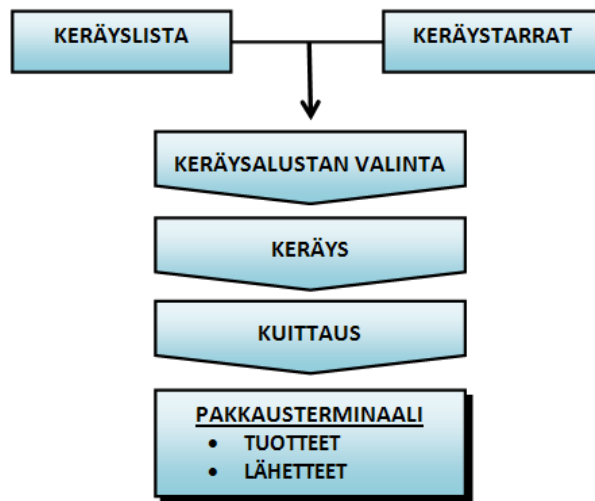 KERÄYSLISTA
KERÄYSTARRAT
KERÄYSALUSTAN VALINTA
KERÄYS
KUITTAUS
PAKKAUSTERMINAALI
• TUOTTEET
• LÄHETTEET